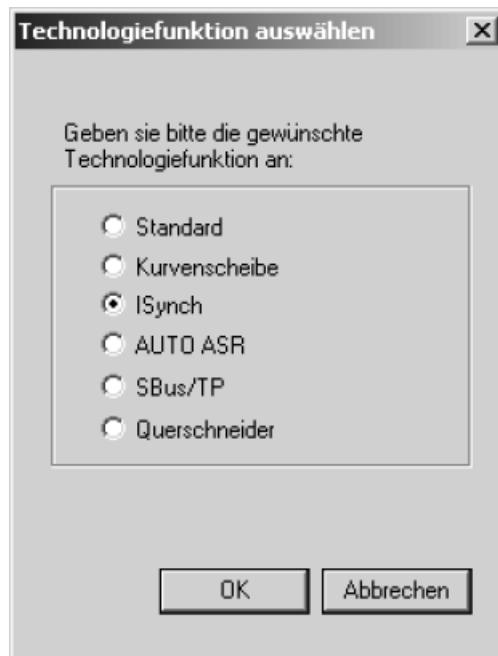 Technologiefunktion auswählen
Geben sie bitte die gewünschte
Technologiefunktion an:
Standard
Kurvenscheibe
ISynch
AUTO ASR
SBus/TP
Querschneider
OK
Abbrechen